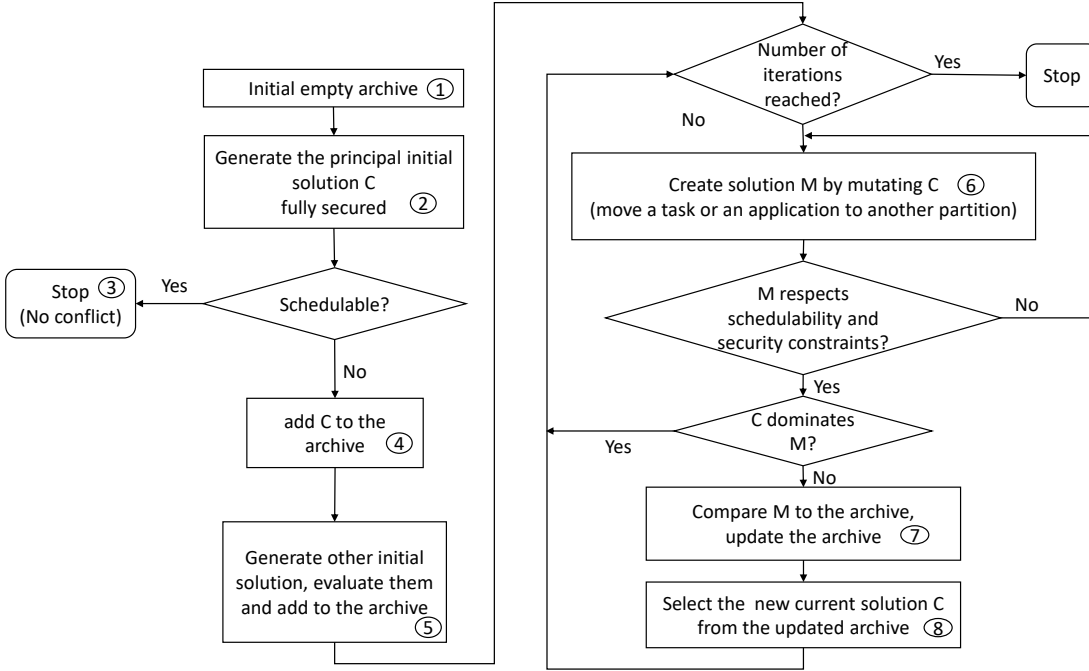 Initial empty archive 1
Generate the principal initial
solution C
fully secured 2
Schedulable?
Yes
Stop 3
(No conflict)
No
add C to the
archive 4
Generate other initial
solution, evaluate them
and add to the archive
5
Number of
iterations
reached?
Yes
Stop
No
Create solution M by mutating C 6
(move a task or an application to another partition)
M respects
schedulability and
security constraints?
No
Yes
C dominates
M?
Yes
No
Compare M to the archive,
update the archive 7
Select the new current solution C
from the updated archive 8